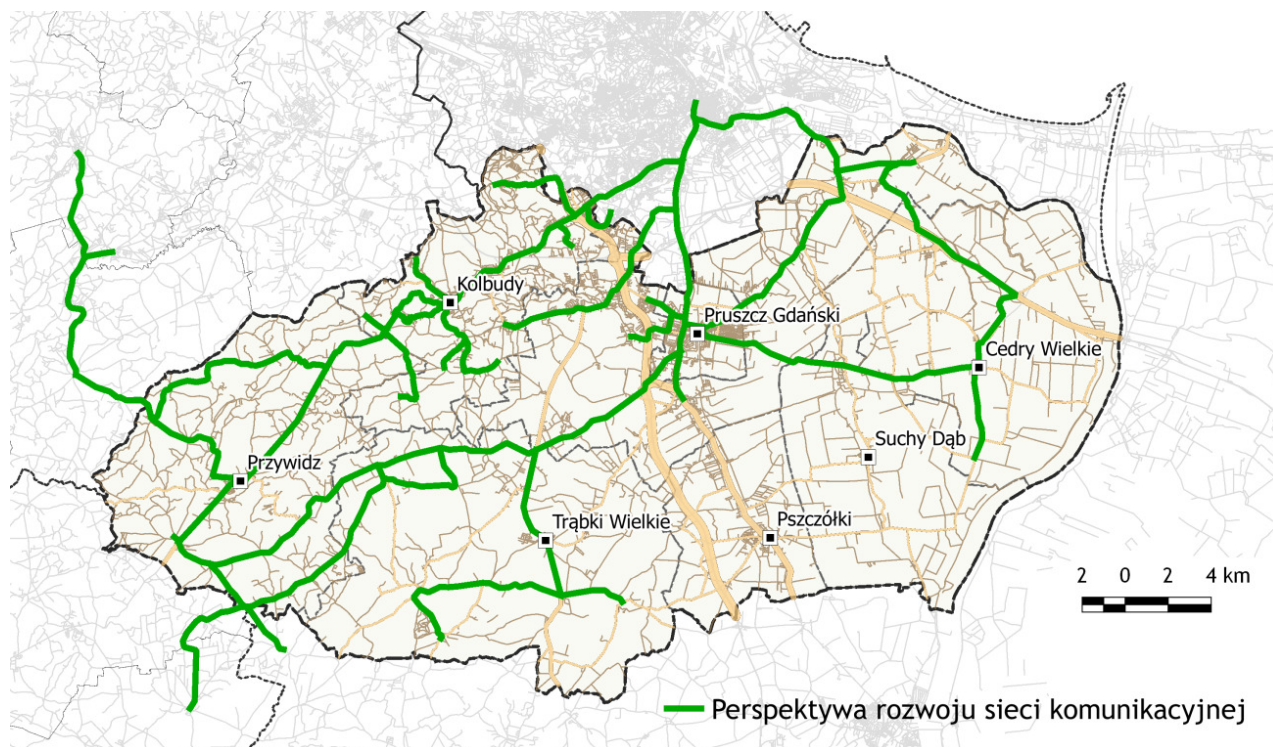 Kolbudy
Pruszcz Gdański
Cedry Wielkie
Suchy Dąb
Przywidz
Trąbki Wielkie
Pszczółki
2 0 2 4 km
Perspektywa rozwoju sieci komunikacyjnej